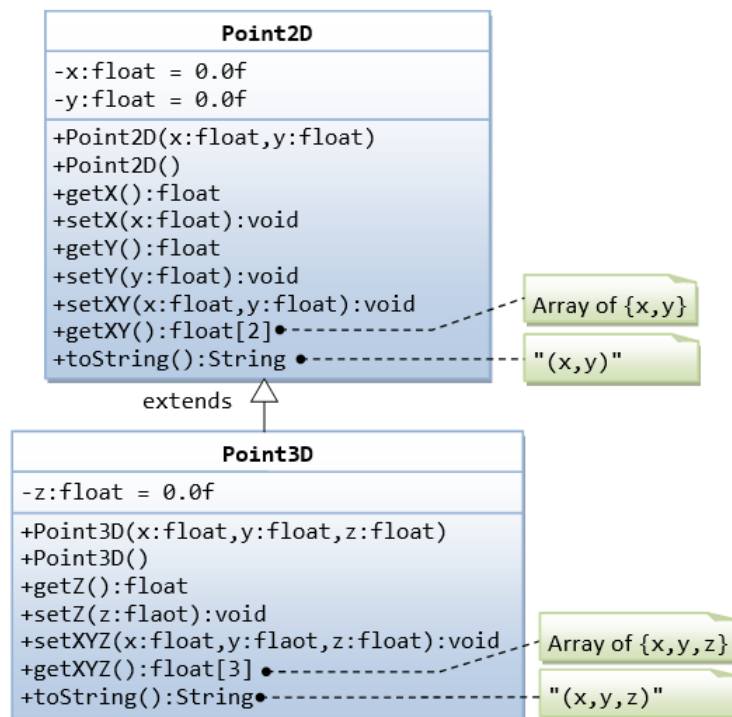 Point2D
-x:float = 0.0f
-y:float = 0.0f
+Point2D(x:float,y:float)
+Point2D()
+getX():float
+setX(x:float):void
+getY():float
+setY(y:float):void
+setXY(x:float,y:float):void
+getXY():float[2]
Array of {x,y}
+toString():String
"(x,y)"
extends
Point3D
-z:float = 0.0f
+Point3D(x:float,y:float,z:float)
+Point3D()
+getZ():float
+setZ(z:flaot):void
+setXYZ(x:float,y:flaot,z:float):void
+getXYZ():float[3]
Array of {x,y,z}
+toString():String
"(x,y,z)"